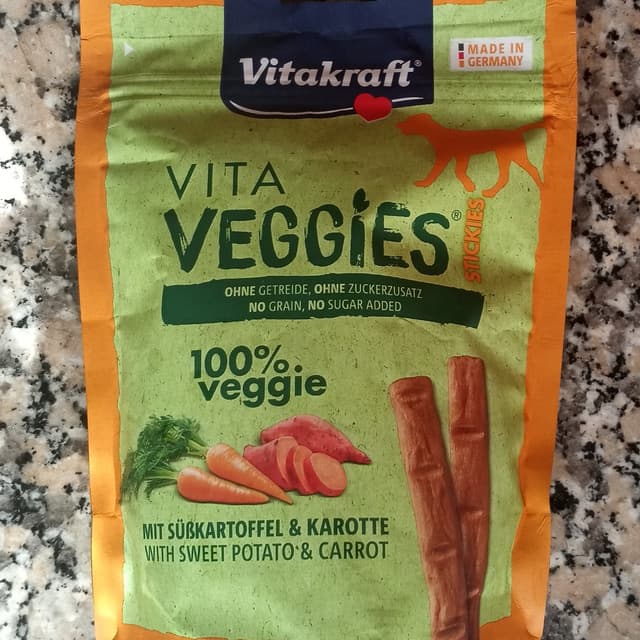 Vitakraft®
MADE IN
GERMANY
VITA
VEGGIES®
STICKIES
OHNE GETREIDE, OHNE ZUCKERZUSATZ
NO GRAIN, NO SUGAR ADDED
100%
veggie
MIT SÜẞKARTOFFEL & KAROTTE
WITH SWEET POTATO & CARROT